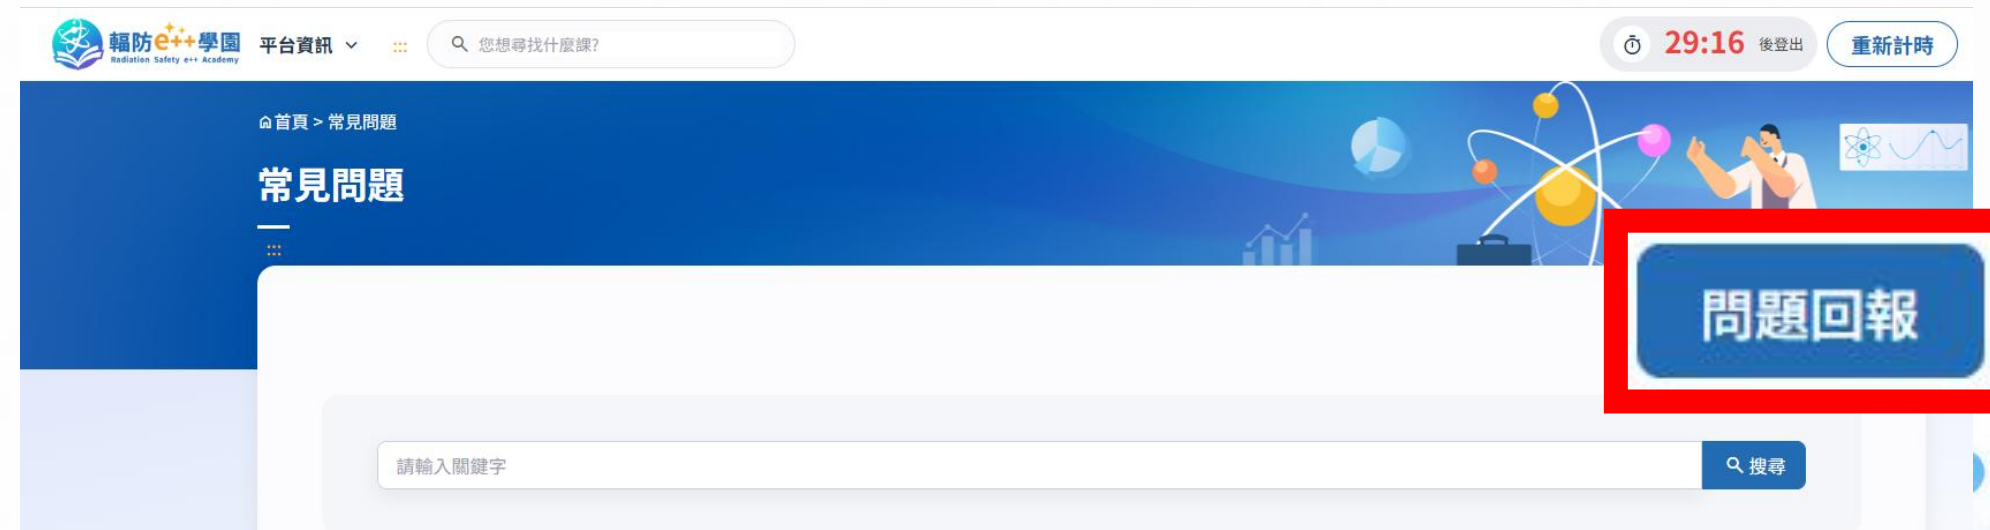 輻防e++學園
Radiation Safety e++ Academy
平台資訊
您想尋找什麼課?
29:16 後登出
重新計時
首頁 > 常見問題
常見問題
問題回報
請輸入關鍵字
搜尋